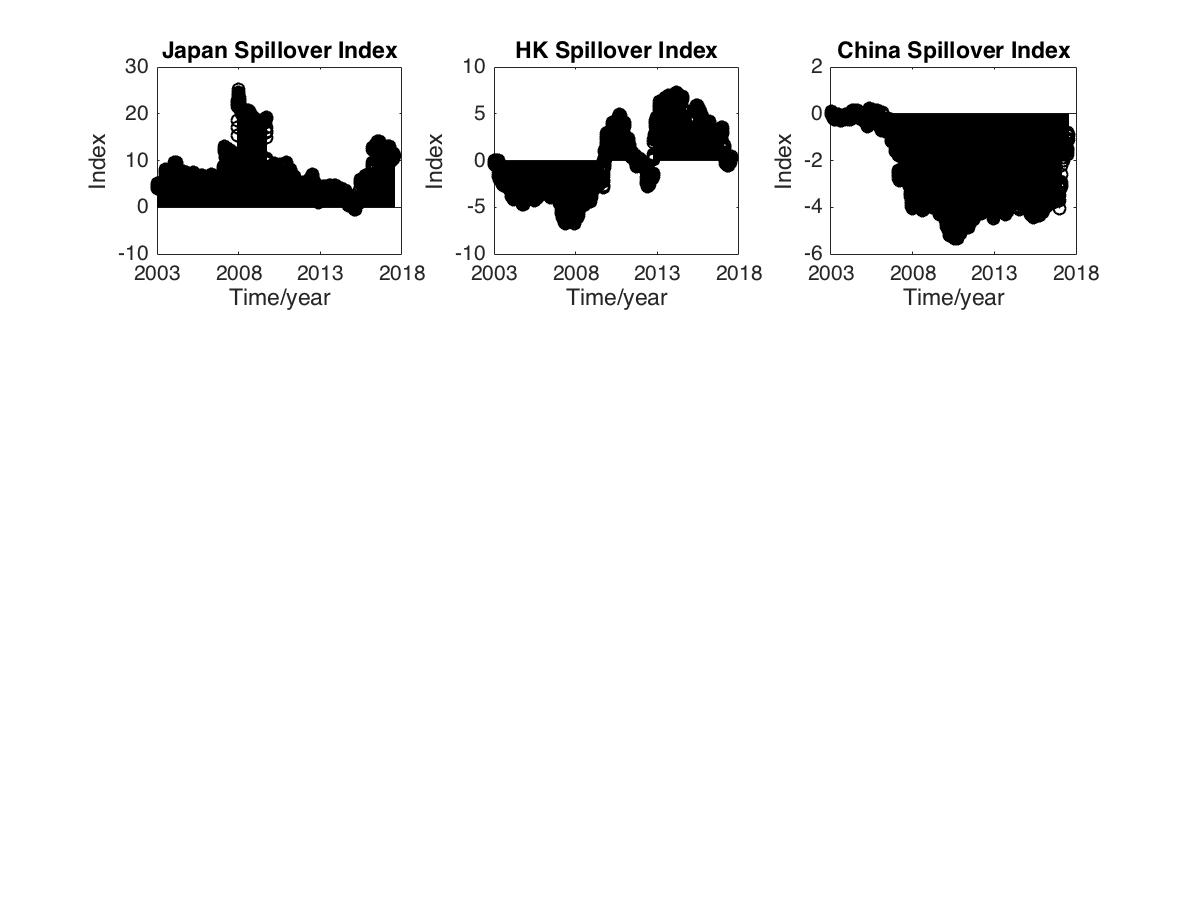 Japan Spillover Index
30
20
10
0
-10
Index
2003 2008 2013 2018
Time/year
HK Spillover Index
10
5
0
-5
-10
Index
2003 2008 2013 2018
Time/year
China Spillover Index
2
0
-2
-4
-6
Index
2003 2008 2013 2018
Time/year